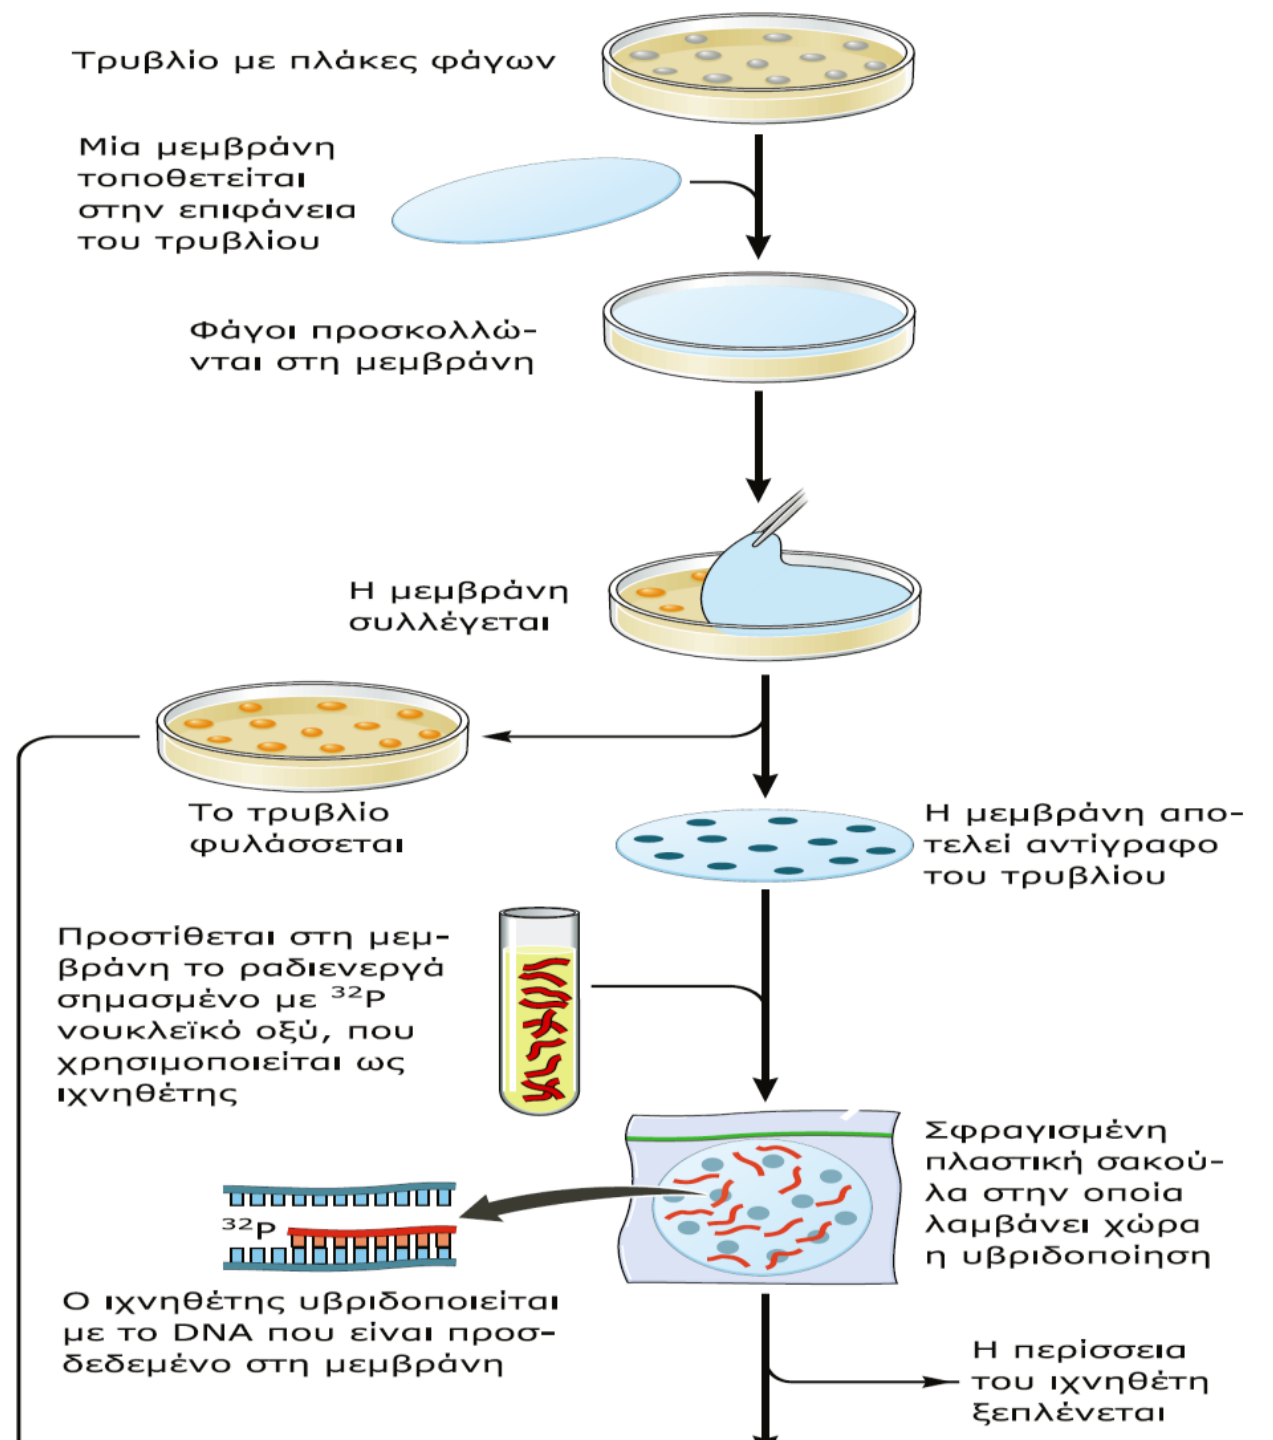 Τρυβλίο με πλάκες φάγων
Μία μεμβράνη
τοποθετείται
στην επιφάνεια
του τρυβλίου
Φάγοι προσκολλώ-
νται στη μεμβράνη
Η μεμβράνη
συλλέγεται
Το τρυβλίο
φυλάσσεται
Η μεμβράνη απο-
τελεί αντίγραφο
του τρυβλίου
Προστίθεται στη μεμ-
βράνη το ραδιενεργά
σημασμένο με ³²P
νουκλεϊκό οξύ, που
χρησιμοποιείται ως
ιχνηθέτης
Σφραγισμένη
πλαστική σακού-
λα στην οποία
λαμβάνει χώρα
η υβριδοποίηση
³²P
Ο ιχνηθέτης υβριδοποιείται
με το DNA που είναι προσ-
δεδεμένο στη μεμβράνη
Η περίσσεια
του ιχνηθέτη
ξεπλένεται